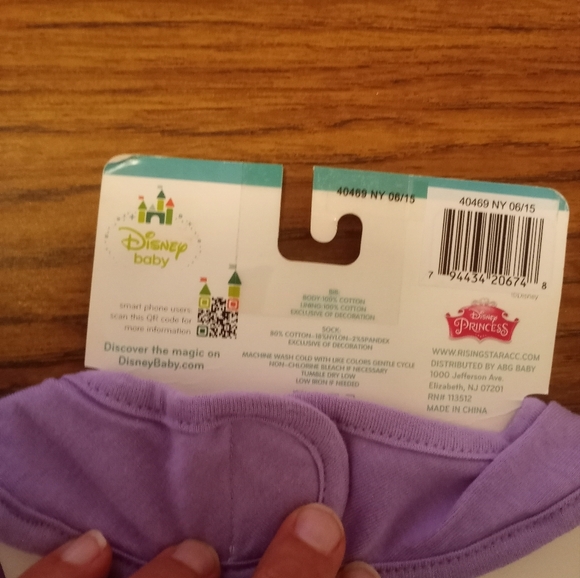 Disney
baby
smart phone users:
scan this QR code for
more information
Discover the magic on
DisneyBaby.com
40469 NY 06/15
BIB:
BODY:100% COTTON
LINING:100% COTTON
EXCLUSIVE OF DECORATION
SOCK:
80% COTTON-18%NYLON-2%SPANDEX
EXCLUSIVE OF DECORATION
MACHINE WASH COLD WITH LIKE COLORS GENTLE CYCLE
NON-CHLORINE BLEACH IF NECESSARY
TUMBLE DRY LOW
LOW IRON IF NEEDED
40469 NY 06/15
7 94434 20674 8
©Disney
Disney
PRINCESS
WWW.RISINGSTARACC.COM
DISTRIBUTED BY ABG BABY
1000 Jefferson Ave
Elizabeth, NJ 07201
RN# 113512
MADE IN CHINA